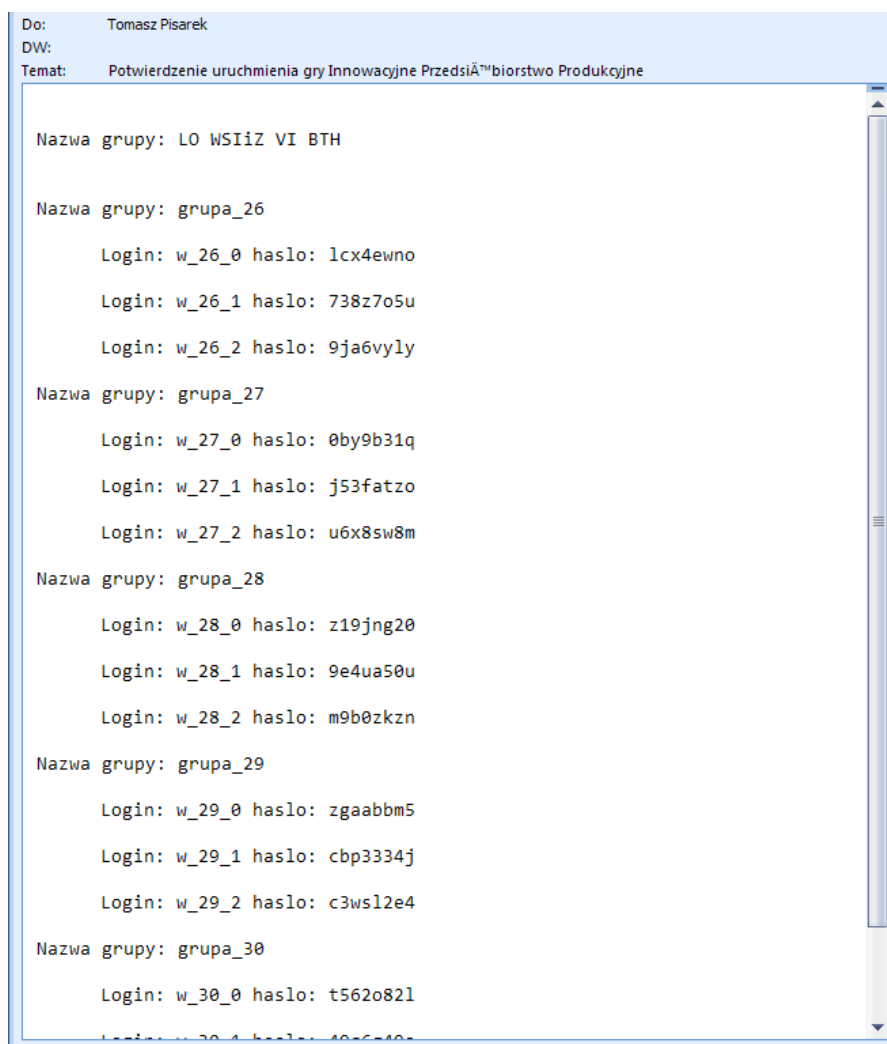 Do: Tomasz Pisarek
DW:
Temat: Potwierdzenie uruchmienia gry Innowacyjne PrzedsiÄ™biorstwo Produkcyjne
Nazwa grupy: LO WSIiZ VI BTH
Nazwa grupy: grupa_26
Login: w_26_0 haslo: lcx4ewno
Login: w_26_1 haslo: 738z7o5u
Login: w_26_2 haslo: 9ja6vyly
Nazwa grupy: grupa_27
Login: w_27_0 haslo: 0by9b31q
Login: w_27_1 haslo: j53fatzo
Login: w_27_2 haslo: u6x8sw8m
Nazwa grupy: grupa_28
Login: w_28_0 haslo: z19jng20
Login: w_28_1 haslo: 9e4ua50u
Login: w_28_2 haslo: m9b0zkzn
Nazwa grupy: grupa_29
Login: w_29_0 haslo: zgaabbm5
Login: w_29_1 haslo: cbp3334j
Login: w_29_2 haslo: c3wsl2e4
Nazwa grupy: grupa_30
Login: w_30_0 haslo: t562o82l
Login: w_30_1 haslo: